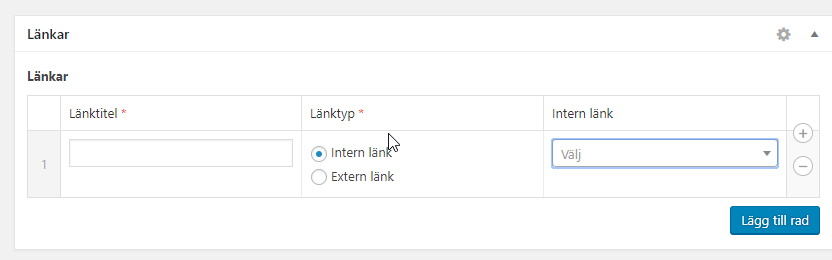 Länkar
Länkar
Länktitel * Länktyp * Intern länk
1 Intern länk Välj
Extern länk
Lägg till rad